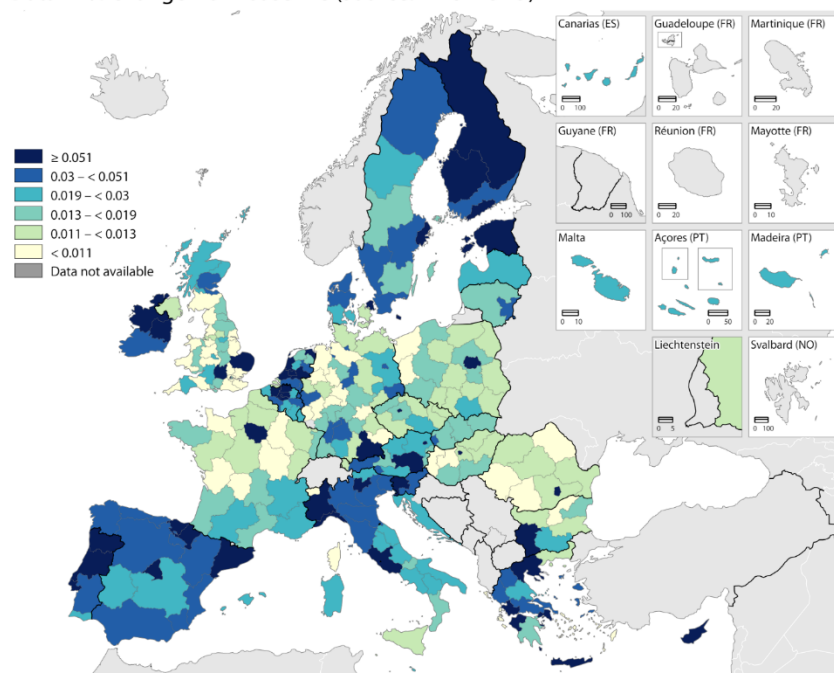 ≥ 0.051
0.03 – < 0.051
0.019 – < 0.03
0.013 – < 0.019
0.011 – < 0.013
< 0.011
Data not available
Canarias (ES)
0 100
Guadeloupe (FR)
0 20
Martinique (FR)
0 20
Guyane (FR)
0 100
Réunion (FR)
0 20
Mayotte (FR)
0 10
Malta
0 10
Açores (PT)
0 50
Madeira (PT)
0 20
Liechtenstein
0 5
Svalbard (NO)
0 100